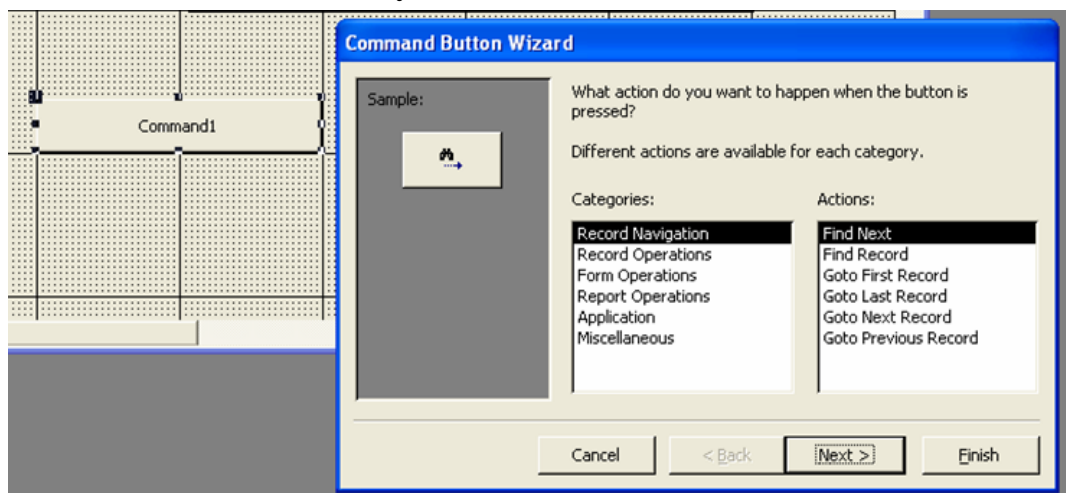 Command Button Wizard
Command1
Sample:
What action do you want to happen when the button is
pressed?
Different actions are available for each category.
Categories:
Record Navigation
Record Operations
Form Operations
Report Operations
Application
Miscellaneous
Actions:
Find Next
Find Record
Goto First Record
Goto Last Record
Goto Next Record
Goto Previous Record
Cancel
< Back
Next >
Finish